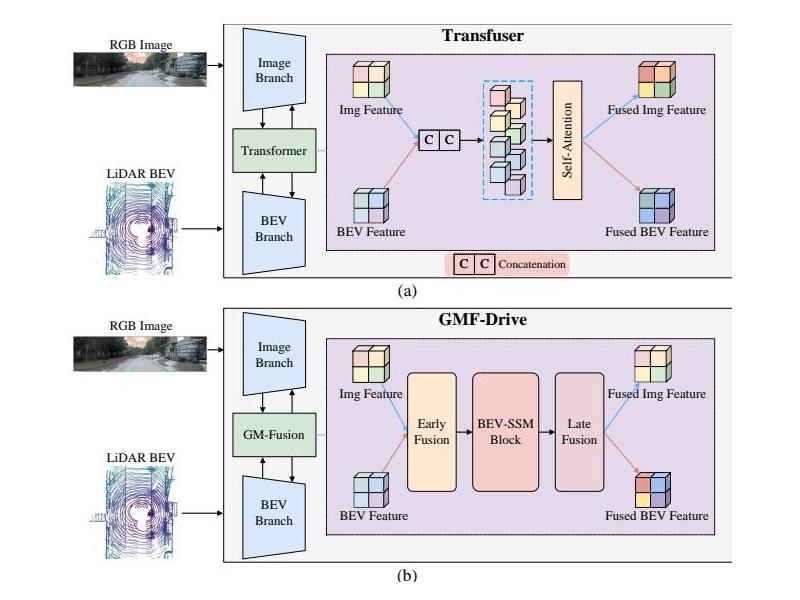 Transfuser
RGB Image
Image
Branch
Img Feature
Fused Img Feature
C C
Self-Attention
Transformer
LiDAR BEV
BEV
Branch
BEV Feature
Fused BEV Feature
C C Concatenation
(a)
GMF-Drive
RGB Image
Image
Branch
Img Feature
Fused Img Feature
Early
Fusion
BEV-SSM
Block
Late
Fusion
GM-Fusion
LiDAR BEV
BEV
Branch
BEV Feature
Fused BEV Feature
(b)